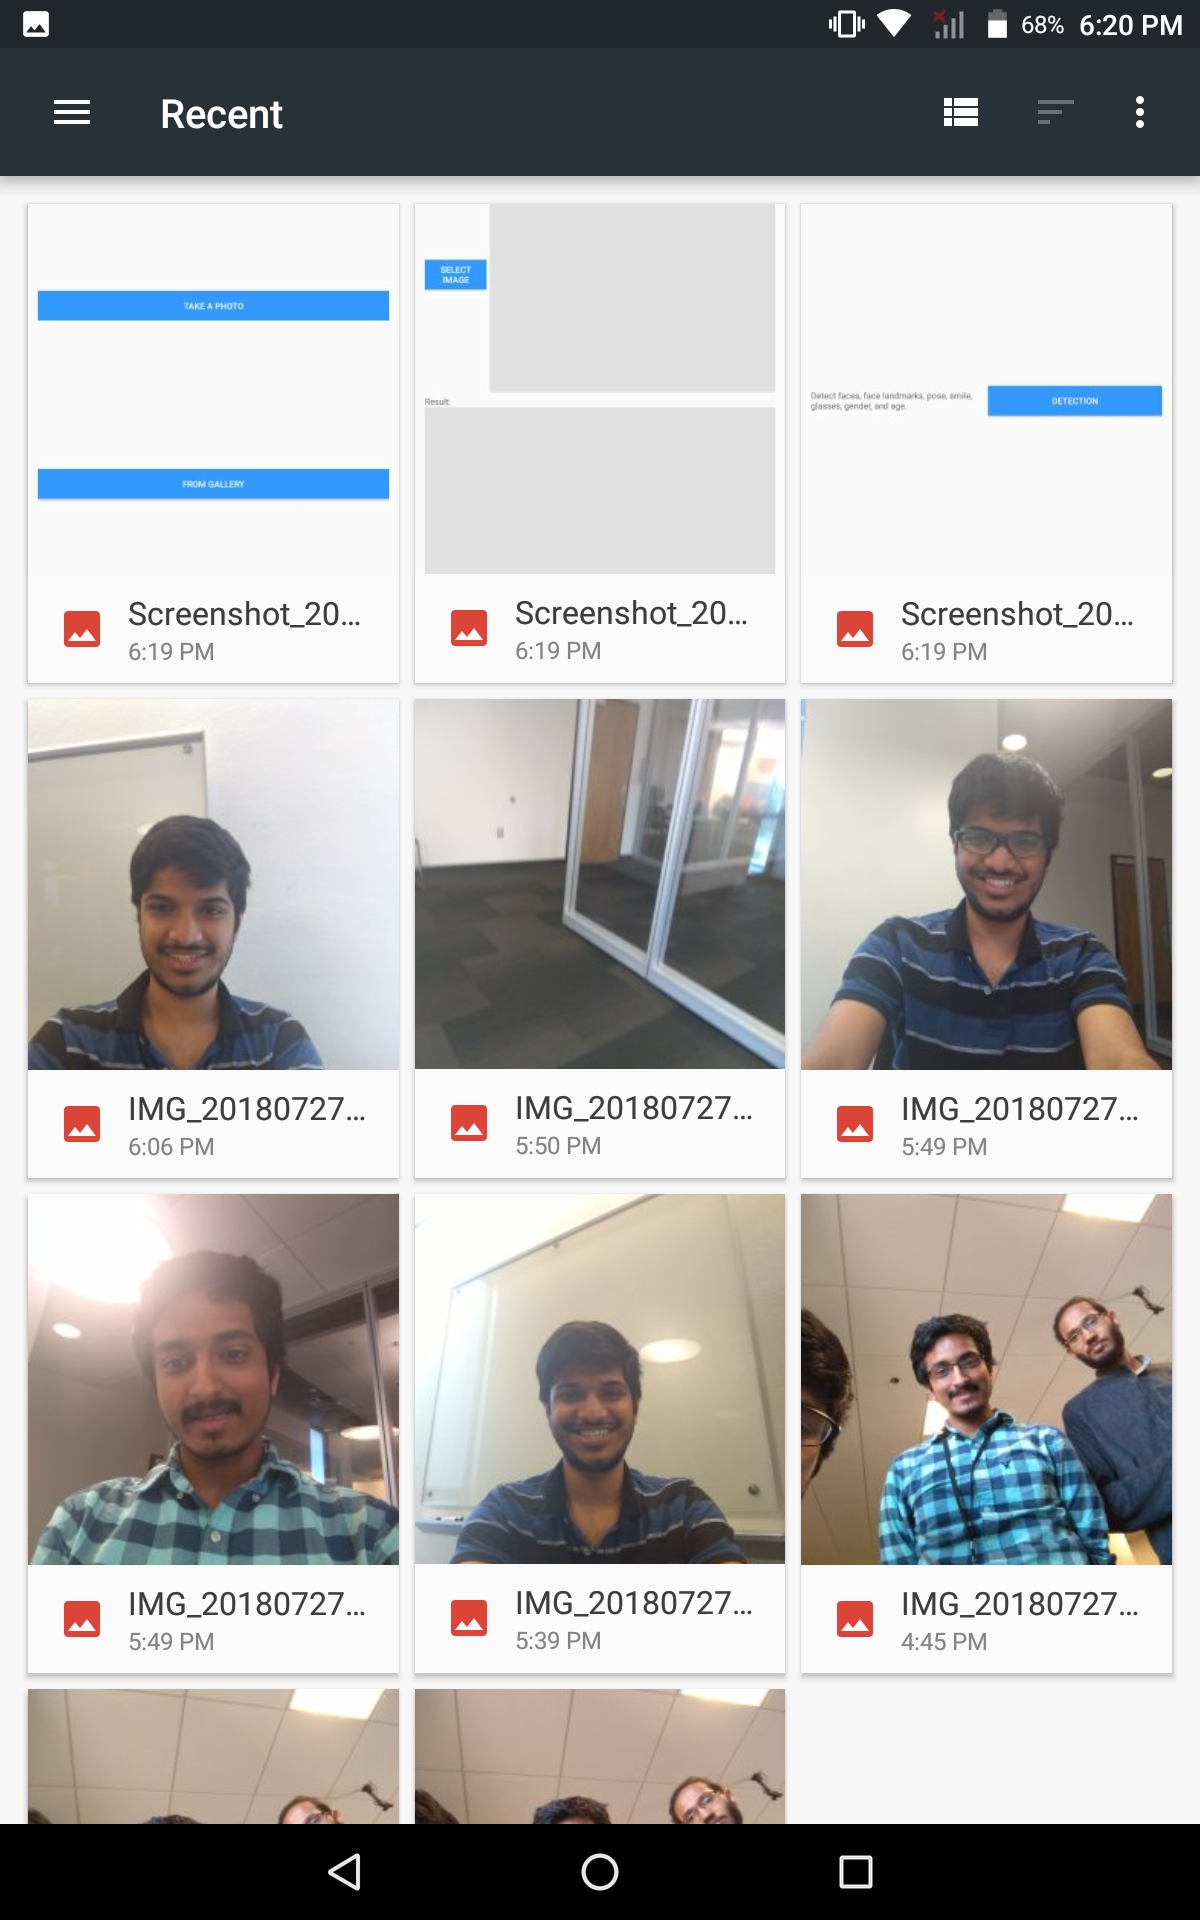 68% 6:20 PM
Recent
TAKE A PHOTO
FROM GALLERY
Screenshot_20...
6:19 PM
SELECT
IMAGE
Result:
Screenshot_20...
6:19 PM
Detect faces, face landmarks, pose, smile,
glasses, gender, and age.
DETECTION
Screenshot_20...
6:19 PM
IMG_20180727...
6:06 PM
IMG_20180727...
5:50 PM
IMG_20180727...
5:49 PM
IMG_20180727...
5:49 PM
IMG_20180727...
5:39 PM
IMG_20180727...
4:45 PM